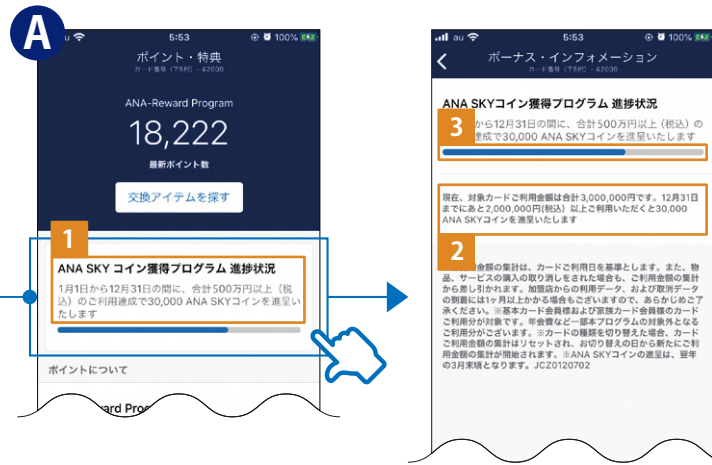 A
u 5:53 100%
ポイント・特典
カード番号 (下5桁) - 42009
ANA-Reward Program
18,222
最新ポイント数
交換アイテムを探す
1
ANA SKY コイン獲得プログラム 進捗状況
1月1日から12月31日の間に、合計500万円以上（税
込）のご利用達成で30,000 ANA SKYコインを進呈い
たします
ポイントについて
ward Pro
au 5:53 100%
ボーナス・インフォメーション
カード番号 (下5桁) - 42009
ANA SKYコイン獲得プログラム 進捗状況
3
から12月31日の間に、合計500万円以上（税込）の
達成で30,000 ANA SKYコインを進呈いたします
現在、対象カードご利用金額は合計3,000,000円です。12月31日
までにあと2,000,000円(税込）以上ご利用いただくと30,000
ANA SKYコインを進呈いたします
2
金額の集計は、カードご利用日を基準とします。また、物
品、サービスの購入の取り消しをされた場合も、ご利用金額の集計
から差し引かれます。加盟店からの利用データ、および取消データ
の到着には1ヶ月以上かかる場合もございますので、あらかじめご了
承ください。※基本カード会員様および家族カード会員様のカード
ご利用分が対象です。年会費など一部本プログラムの対象外となる
ご利用分がございます。※カードの種類を切り替えた場合、カード
ご利用金額の集計はリセットされ、お切り替えの日から新たにご利
用金額の集計が開始されます。※ANA SKYコインの進呈は、翌年
の3月末頃となります。JCZ0120702